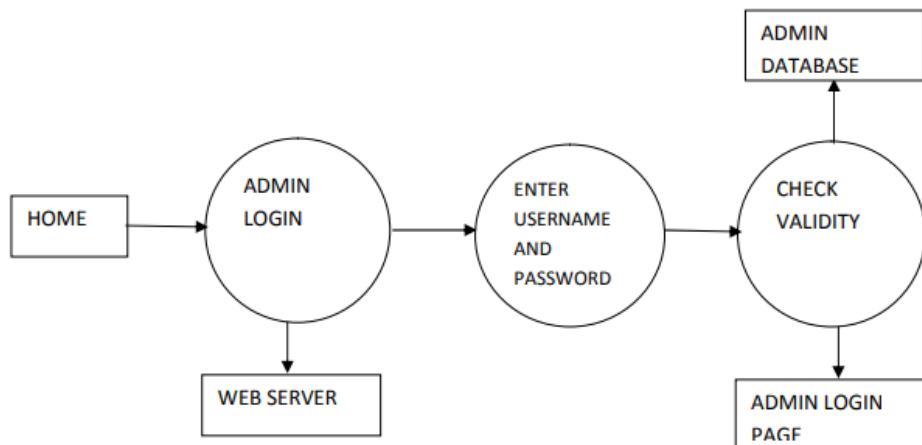 ADMIN
DATABASE
ADMIN
LOGIN
ENTER
USERNAME
AND
PASSWORD
CHECK
VALIDITY
HOME
WEB SERVER
ADMIN LOGIN
PAGE